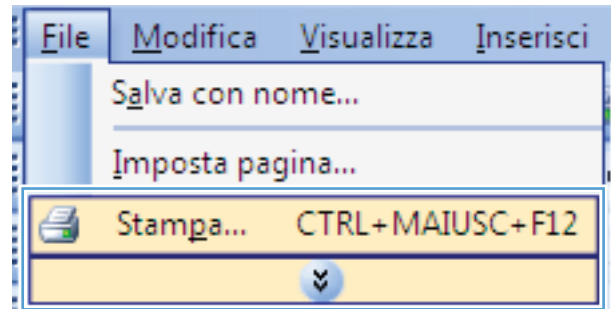 File Modifica Visualizza Inserisci
Salva con nome...
Imposta pagina...
Stampa... CTRL+MAIUSC+F12